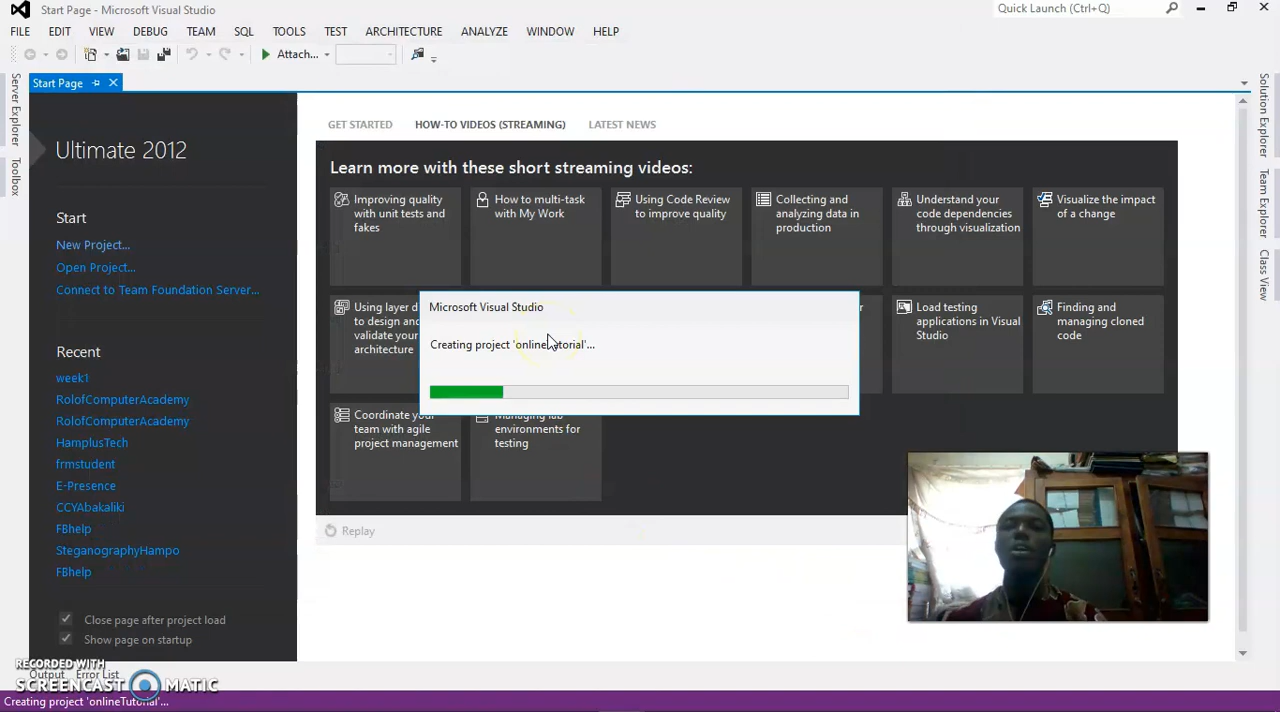 Start Page - Microsoft Visual Studio
Quick Launch (Ctrl+Q)
FILE EDIT VIEW DEBUG TEAM SQL TOOLS TEST ARCHITECTURE ANALYZE WINDOW HELP
Attach...
Start Page
Server Explorer
Toolbox
Solution Explorer
Team Explorer
Class View
Ultimate 2012
Start
New Project...
Open Project...
Connect to Team Foundation Server...
Recent
week1
RolofComputerAcademy
RolofComputerAcademy
HamplusTech
frmstudent
E-Presence
CCYAbakaliki
FBhelp
SteganographyHampo
FBhelp
Close page after project load
Show page on startup
GET STARTED HOW-TO VIDEOS (STREAMING) LATEST NEWS
Learn more with these short streaming videos:
Improving quality
with unit tests and
fakes
How to multi-task
with My Work
Using Code Review
to improve quality
Collecting and
analyzing data in
production
Understand your
code dependencies
through visualization
Visualize the impact
of a change
Using layer
to design and
validate your
architecture
Load testing
applications in Visual
Studio
Finding and
managing cloned
code
Coordinate your
team with agile
project management
Managing lab
environments for
testing
Microsoft Visual Studio
Creating project 'onlineTutorial'...
Replay
Output Error List
RECORDED WITH
SCREENCAST MATIC
Creating project 'onlineTutorial'...